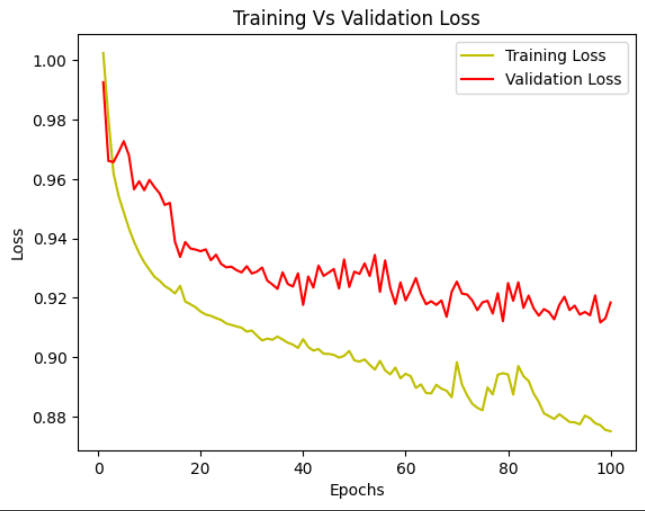 Training Vs Validation Loss
Training Loss
Validation Loss
1.00
0.98
0.96
0.94
0.92
0.90
0.88
Loss
0 20 40 60 80 100
Epochs